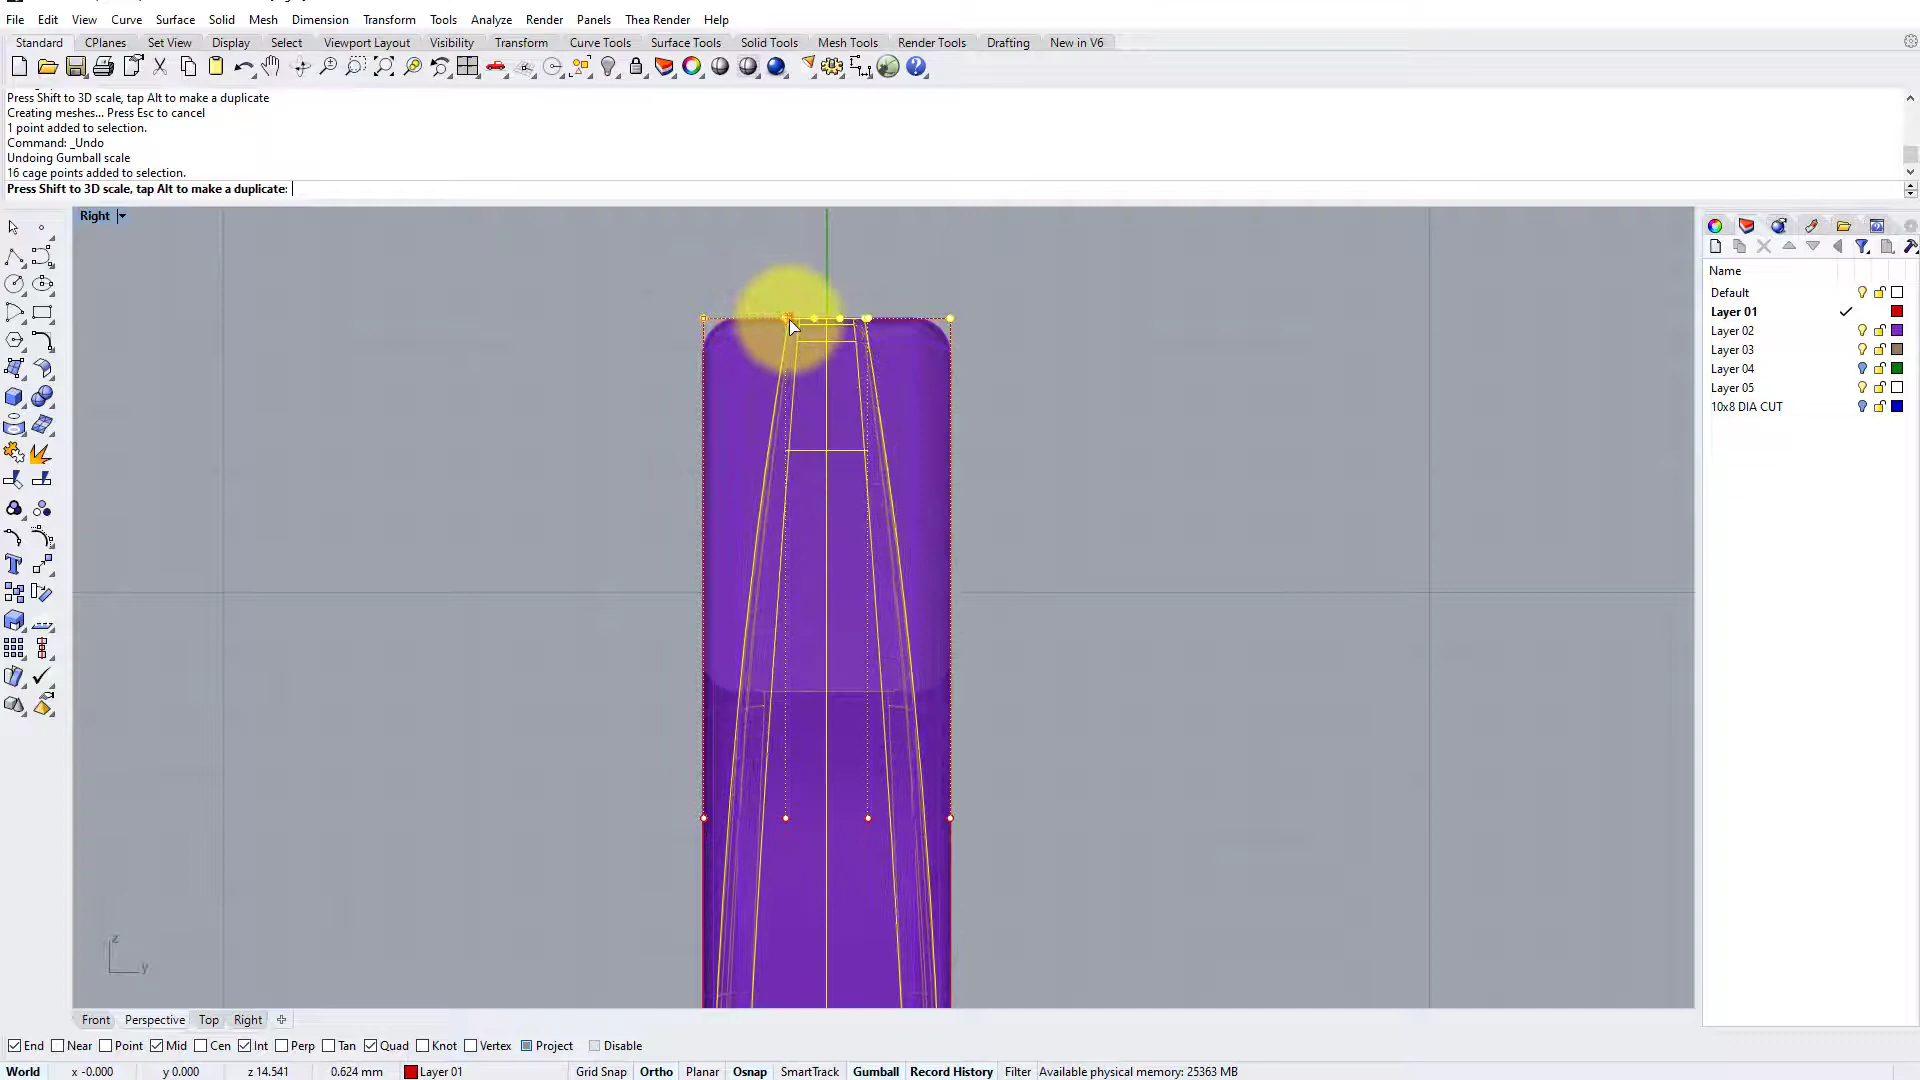 File Edit View Curve Surface Solid Mesh Dimension Transform Tools Analyze Render Panels Thea Render Help
Standard CPlanes Set View Display Select Viewport Layout Visibility Transform Curve Tools Surface Tools Solid Tools Mesh Tools Render Tools Drafting New in V6
Press Shift to 3D scale, tap Alt to make a duplicate
Creating meshes... Press Esc to cancel
1 point added to selection.
Command: _Undo
Undoing Gumball scale
16 cage points added to selection.
Press Shift to 3D scale, tap Alt to make a duplicate:
Right
Name
Default
Layer 01
Layer 02
Layer 03
Layer 04
Layer 05
10x8 DIA CUT
z
y
Front Perspective Top Right
End Near Point Mid Cen Int Perp Tan Quad Knot Vertex Project Disable
World x -0.000 y 0.000 z 14.541 0.624 mm Layer 01 Grid Snap Ortho Planar Osnap SmartTrack Gumball Record History Filter Available physical memory: 25363 MB